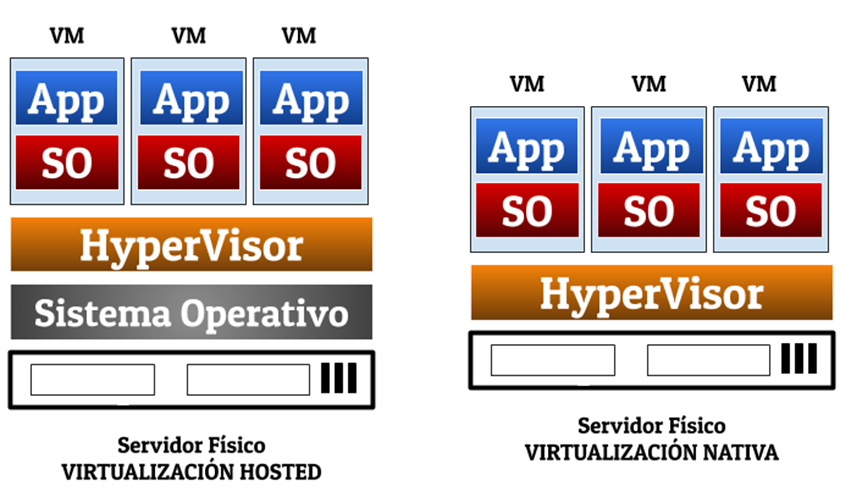 VM VM VM
App App App
SO SO SO
HyperVisor
Sistema Operativo
Servidor Físico
VIRTUALIZACIÓN HOSTED
VM VM VM
App App App
SO SO SO
HyperVisor
Servidor Físico
VIRTUALIZACIÓN NATIVA